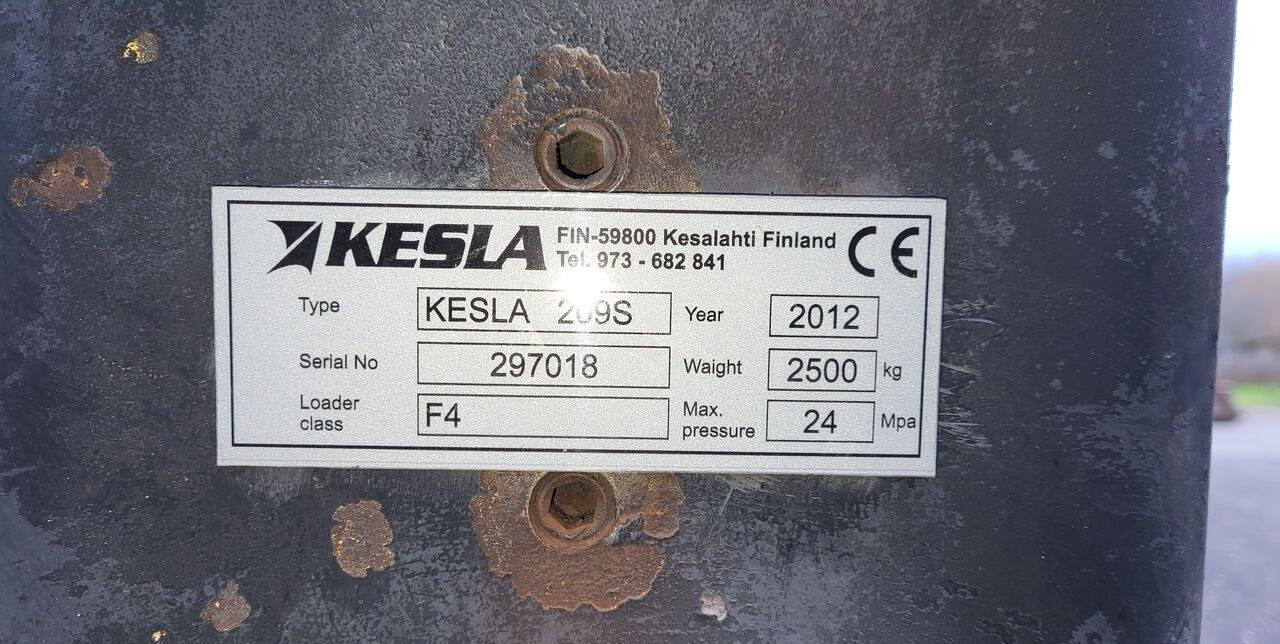 KESLA FIN-59800 Kesalahti Finland CE
Tel. 973 - 682 841
Type KESLA 209S Year 2012
Serial No 297018 Waight 2500 kg
Loader class F4 Max. pressure 24 Mpa